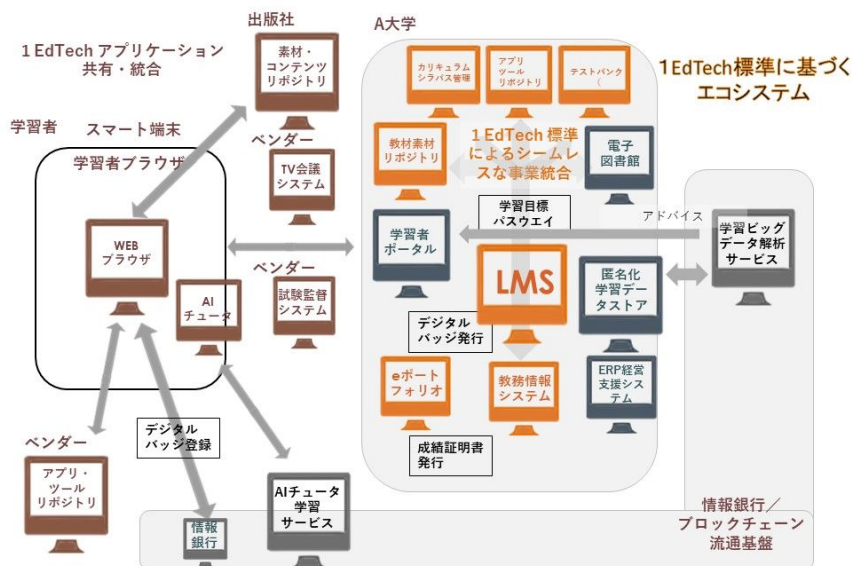 1 EdTech アプリケーション
共有・統合
出版社
素材・
コンテンツ
リポジトリ
A大学
カリキュラム
シラバス管理
アプリ
ツール
リポジトリ
テストバンク
(
1EdTech標準に基づく
エコシステム
学習者
スマート端末
学習者ブラウザ
ベンダー
TV会議
システム
教材素材
リポジトリ
1 EdTech 標準
によるシームレ
スな事業統合
電子
図書館
学習目標
パスウエイ
アドバイス
WEB
ブラウザ
学習者
ポータル
学習ビッグ
データ解析
サービス
ベンダー
試験監督
システム
AI
チュータ
LMS
匿名化
学習デー
タストア
デジタル
バッジ発行
eポート
フォリオ
教務情報
システム
ERP経営
支援シス
テム
デジタル
バッジ登録
成績証明書
発行
ベンダー
アプリ・
ツール
リポジトリ
AIチュータ
学習
サービス
情報
銀行
情報銀行／
ブロックチェーン
流通基盤